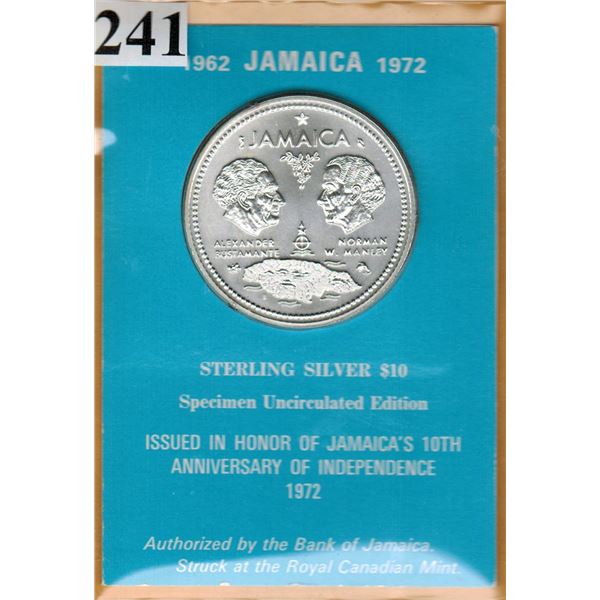 241
1962 JAMAICA 1972
JAMAICA
ALEXANDER
BUSTAMANTE
NORMAN
W. MANLEY
STERLING SILVER $10
Specimen Uncirculated Edition
ISSUED IN HONOR OF JAMAICA'S 10TH
ANNIVERSARY OF INDEPENDENCE
1972
Authorized by the Bank of Jamaica.
Struck at the Royal Canadian Mint.